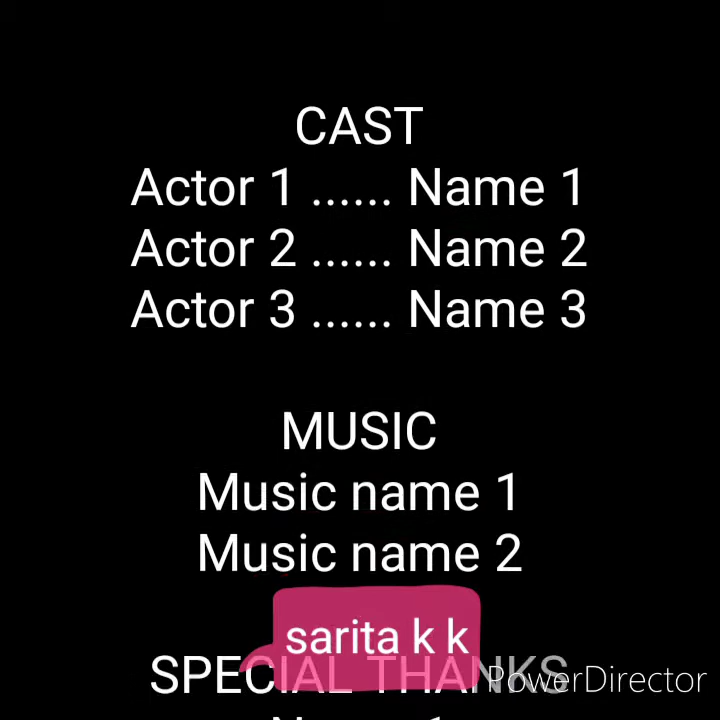 CAST
Actor 1 ...... Name 1
Actor 2 ...... Name 2
Actor 3 ...... Name 3
MUSIC
Music name 1
Music name 2
sarita k k
SPECIAL THANKS
PowerDirector